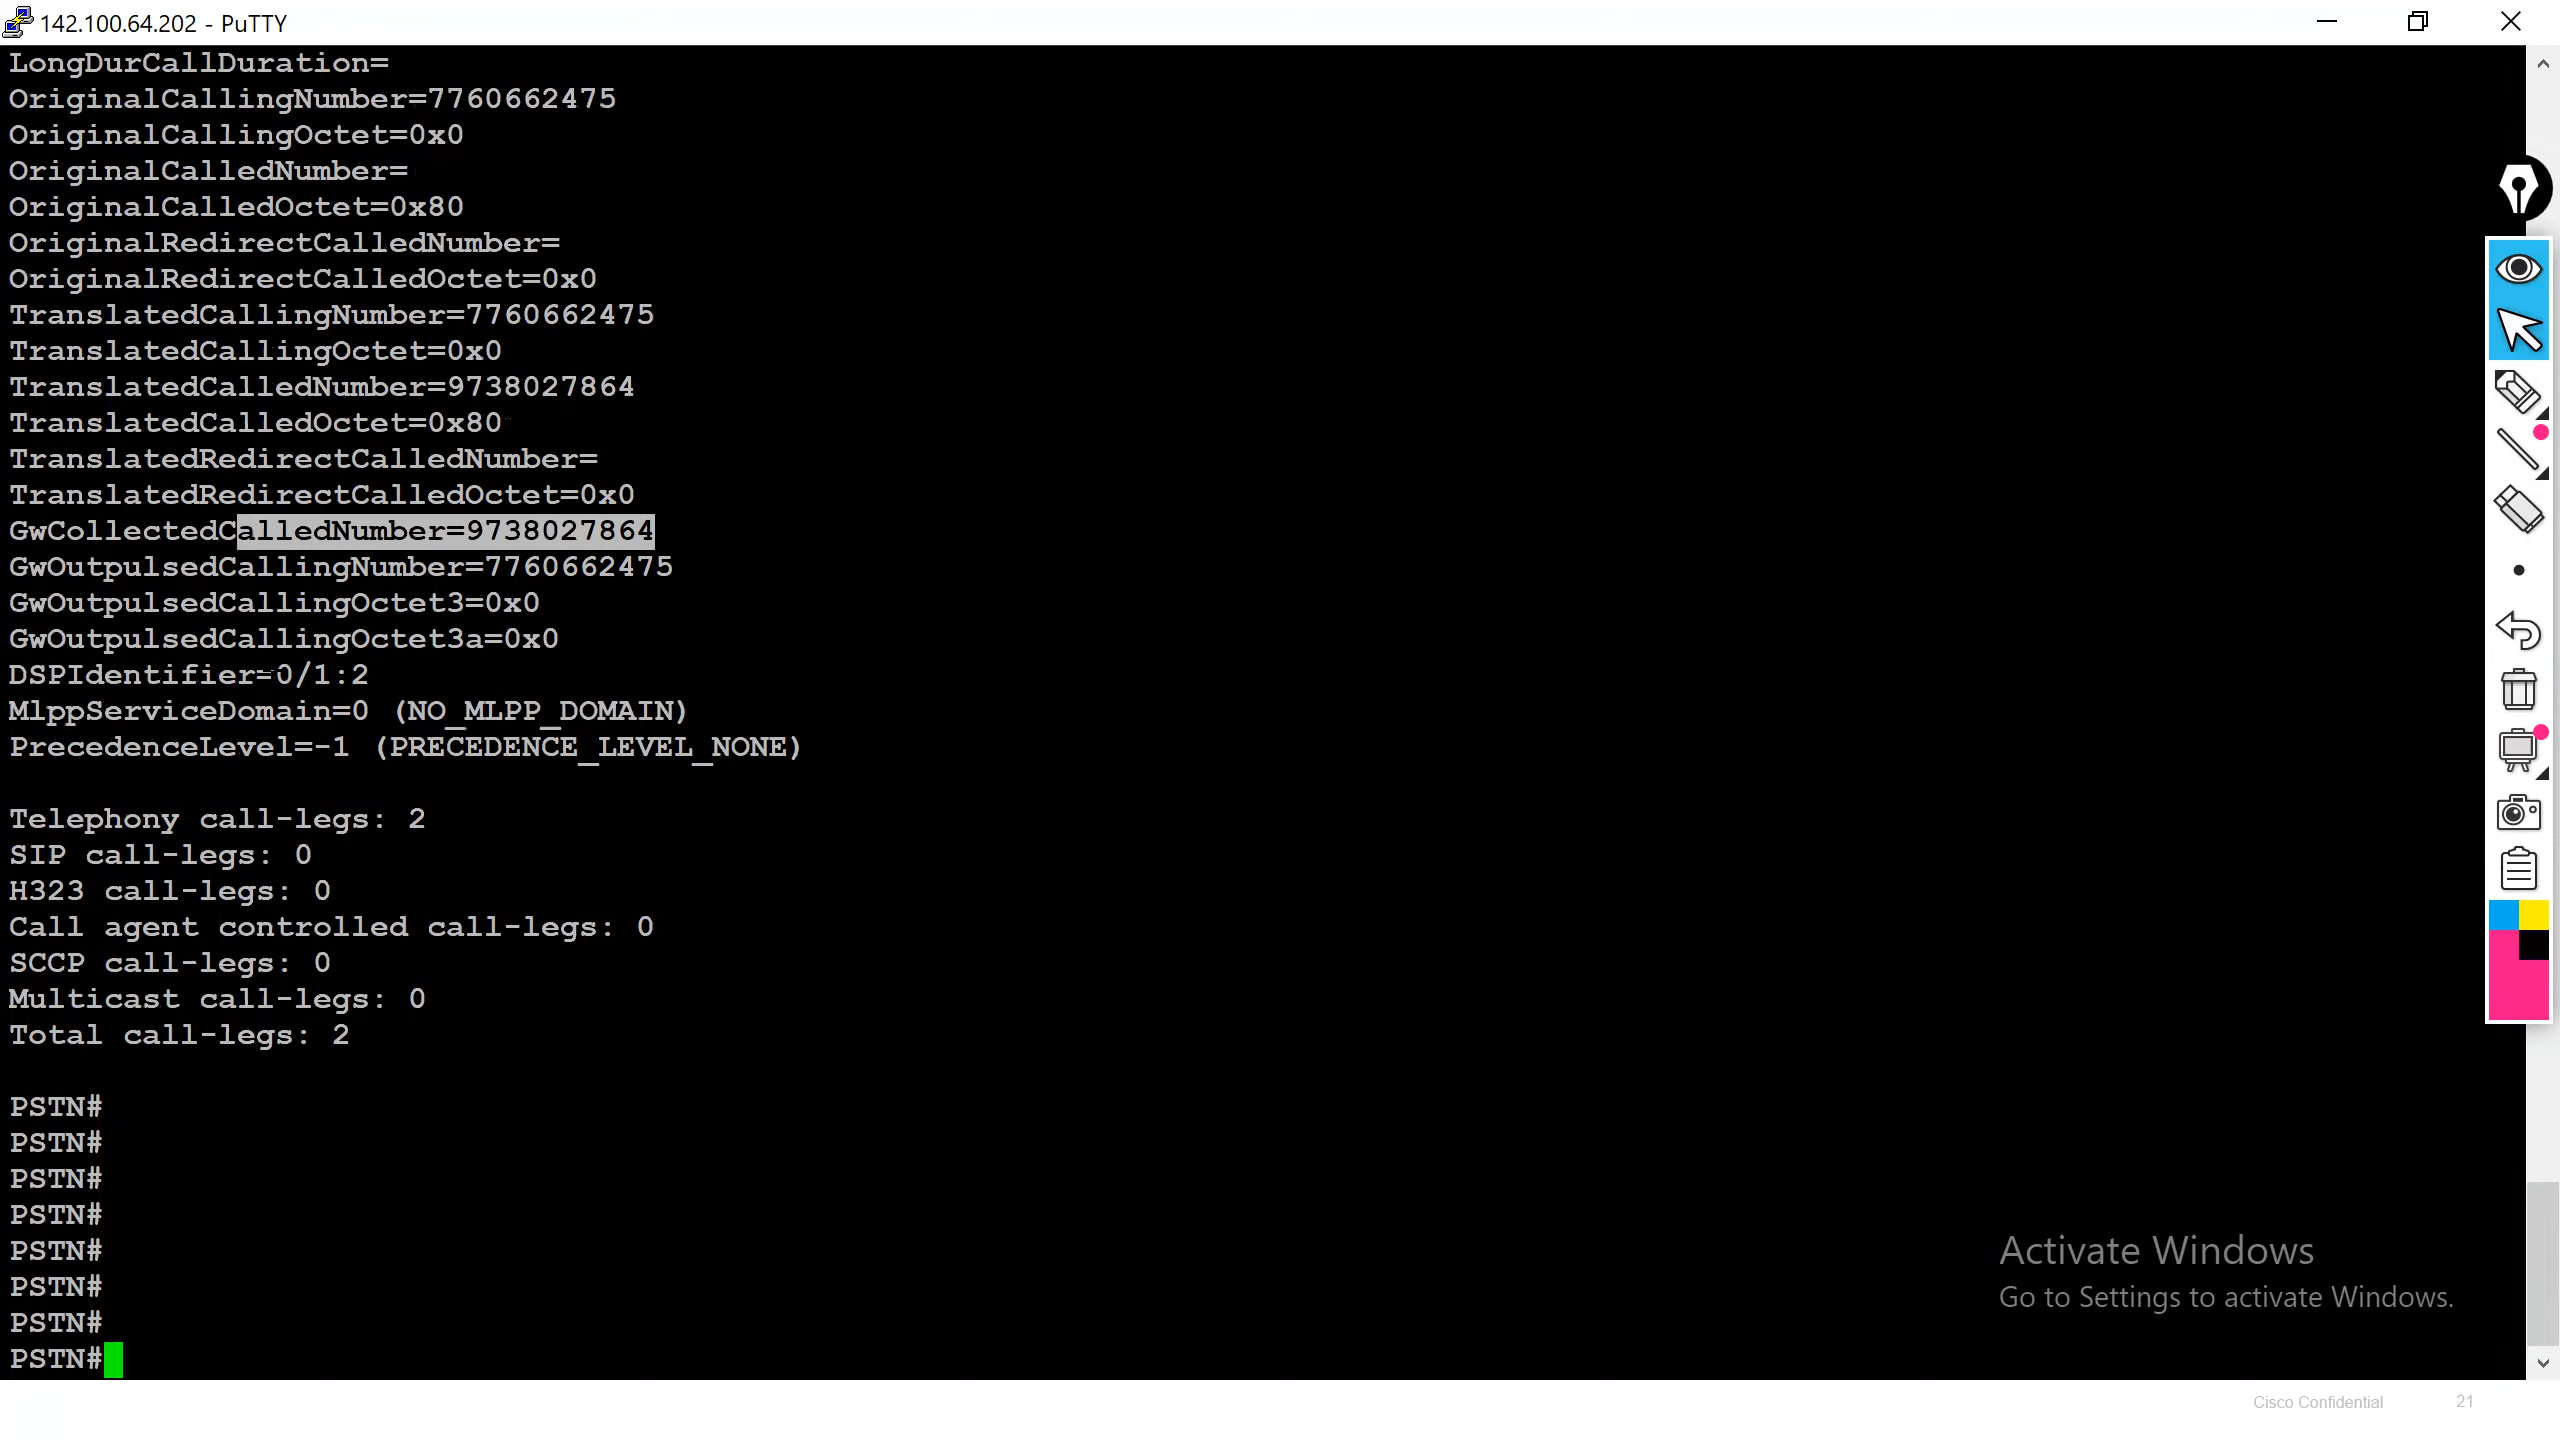 142.100.64.202 - PuTTY
LongDurCallDuration=
OriginalCallingNumber=7760662475
OriginalCallingOctet=0x0
OriginalCalledNumber=
OriginalCalledOctet=0x80
OriginalRedirectCalledNumber=
OriginalRedirectCalledOctet=0x0
TranslatedCallingNumber=7760662475
TranslatedCallingOctet=0x0
TranslatedCalledNumber=9738027864
TranslatedCalledOctet=0x80
TranslatedRedirectCalledNumber=
TranslatedRedirectCalledOctet=0x0
GwCollectedCalledNumber=9738027864
GwOutpulsedCallingNumber=7760662475
GwOutpulsedCallingOctet3=0x0
GwOutpulsedCallingOctet3a=0x0
DSPIdentifier=0/1:2
MlppServiceDomain=0 (NO_MLPP_DOMAIN)
PrecedenceLevel=-1 (PRECEDENCE_LEVEL_NONE)
Telephony call-legs: 2
SIP call-legs: 0
H323 call-legs: 0
Call agent controlled call-legs: 0
SCCP call-legs: 0
Multicast call-legs: 0
Total call-legs: 2
PSTN#
PSTN#
PSTN#
PSTN#
PSTN#
PSTN#
PSTN#
PSTN#
Activate Windows
Go to Settings to activate Windows.
Cisco Confidential 21